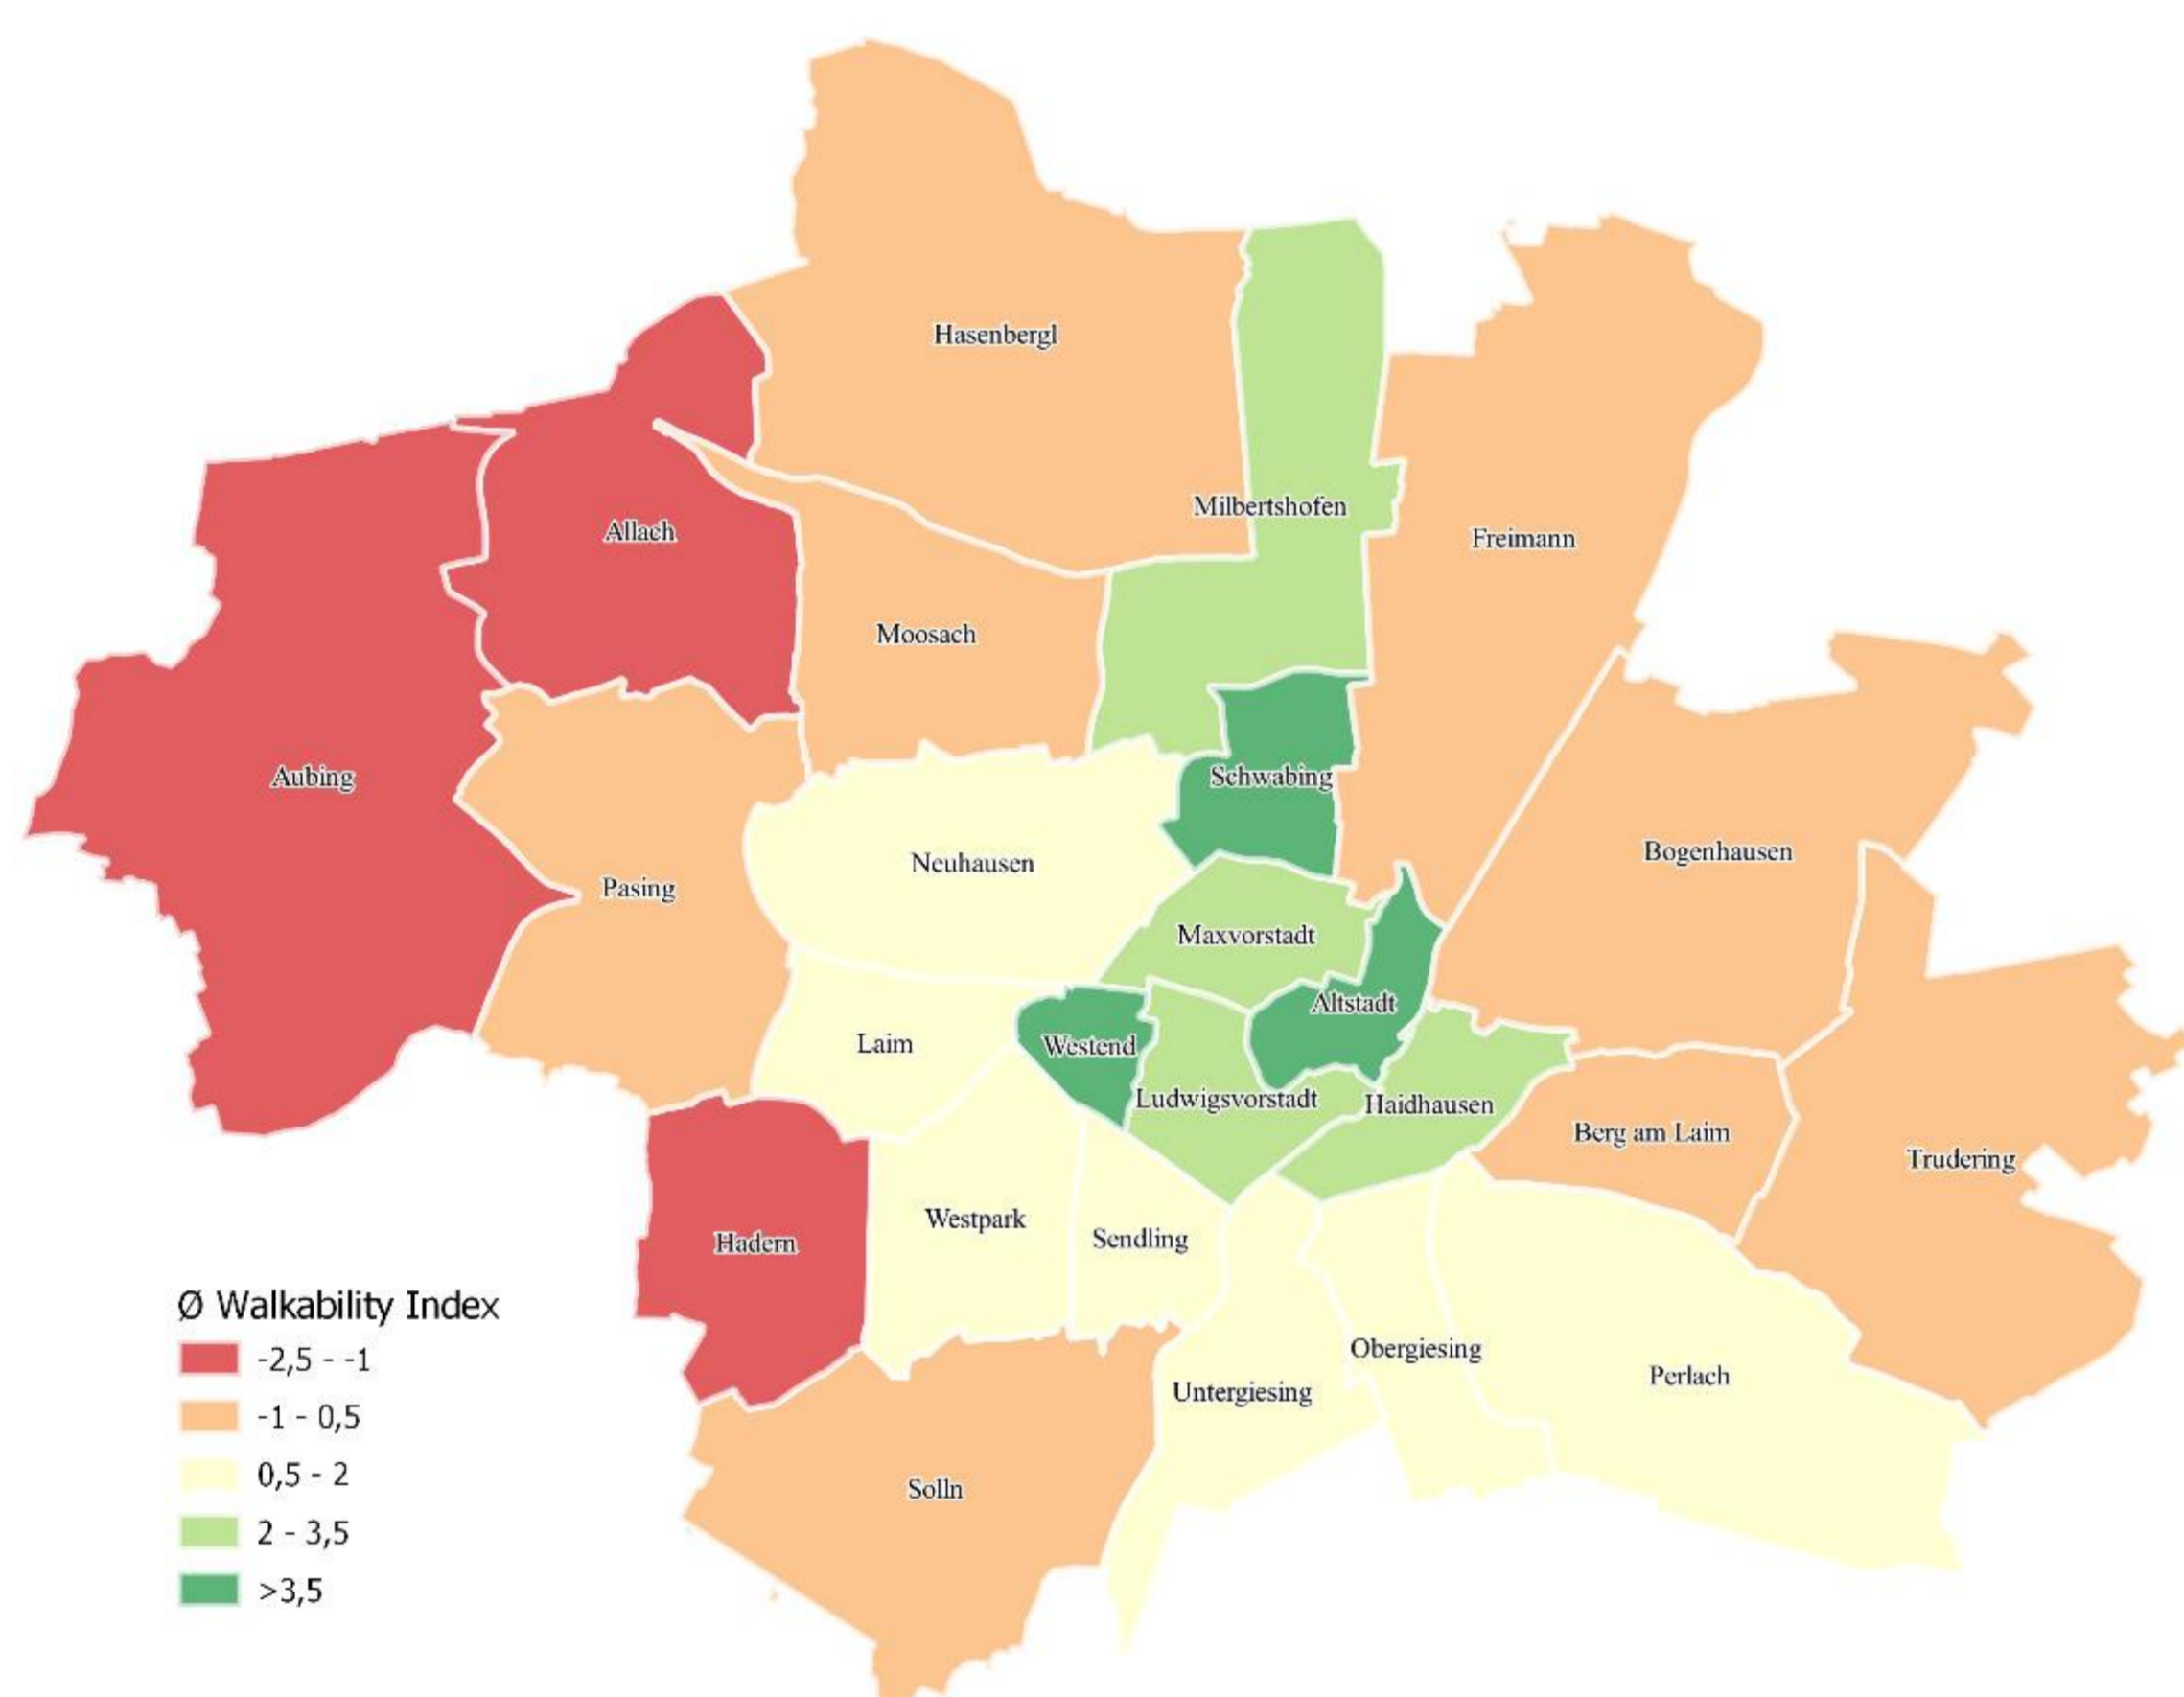 Hasenbergl
Milbertshofen
Allach
Freimann
Moosach
Aubing
Schwabing
Neuhausen
Bogenhausen
Pasing
Maxvorstadt
Altstadt
Laim
Westend
Ludwigsvorstadt
Haidhausen
Berg am Laim
Trudering
Westpark
Sendling
Hadern
Obergiesing
Perlach
Untergiesing
Solln
Ø Walkability Index
-2,5 - -1
-1 - 0,5
0,5 - 2
2 - 3,5
>3,5